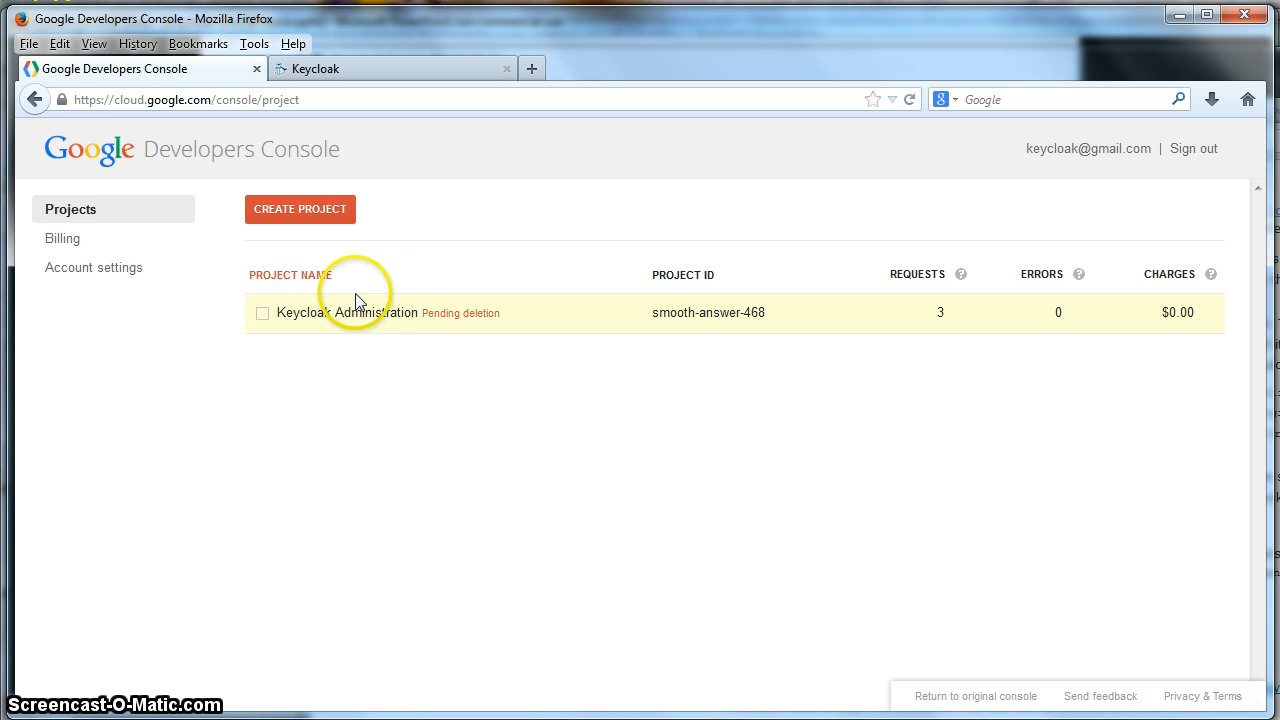 Google Developers Console - Mozilla Firefox
File Edit View History Bookmarks Tools Help
Google Developers Console Keycloak
https://cloud.google.com/console/project Google
Google Developers Console keycloak@gmail.com | Sign out
Projects CREATE PROJECT
Billing
Account settings
PROJECT NAME PROJECT ID REQUESTS ? ERRORS ? CHARGES ?
Keycloak Administration Pending deletion smooth-answer-468 3 0 $0.00
Return to original console Send feedback Privacy & Terms
Screencast-O-Matic.com